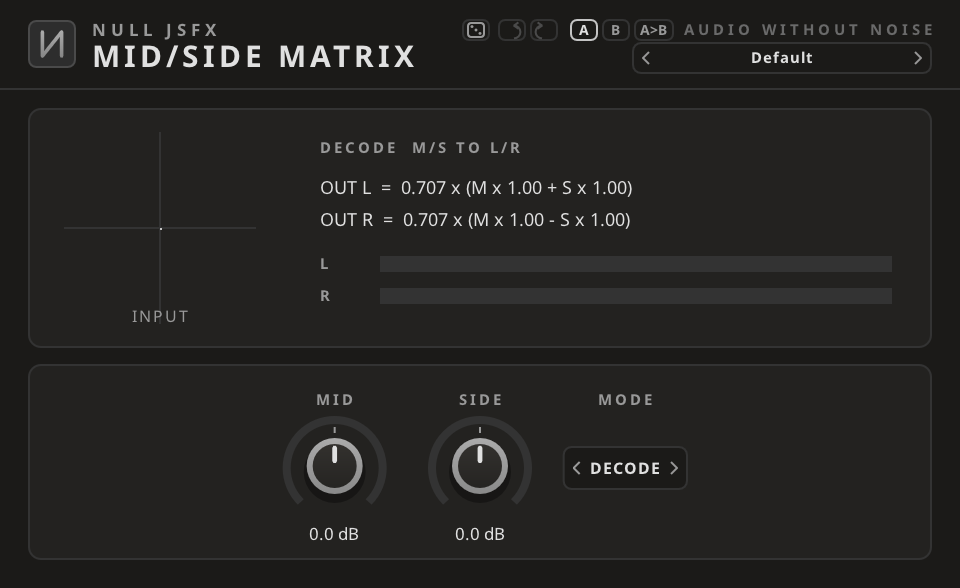 NULL JSFX
MID/SIDE MATRIX
A B A>B AUDIO WITHOUT NOISE
Default
DECODE M/S TO L/R
OUT L = 0.707 x (M x 1.00 + S x 1.00)
OUT R = 0.707 x (M x 1.00 - S x 1.00)
L
R
INPUT
MID SIDE MODE
DECODE
0.0 dB 0.0 dB